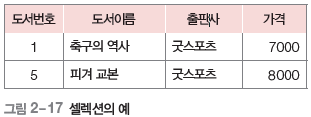 도서번호 도서이름 출판사 가격
1 축구의 역사 굿스포츠 7000
5 피겨 교본 굿스포츠 8000
그림 2-17 셀렉션의 예